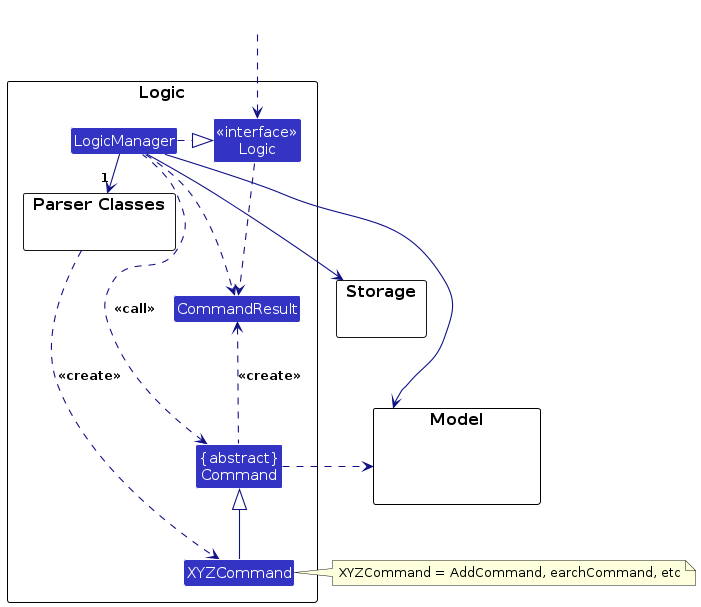 Logic
«interface»
Logic
LogicManager
1
Parser Classes
Storage
«call»
CommandResult
«create»
«create»
Model
{abstract}
Command
XYZCommand
XYZCommand = AddCommand, earchCommand, etc